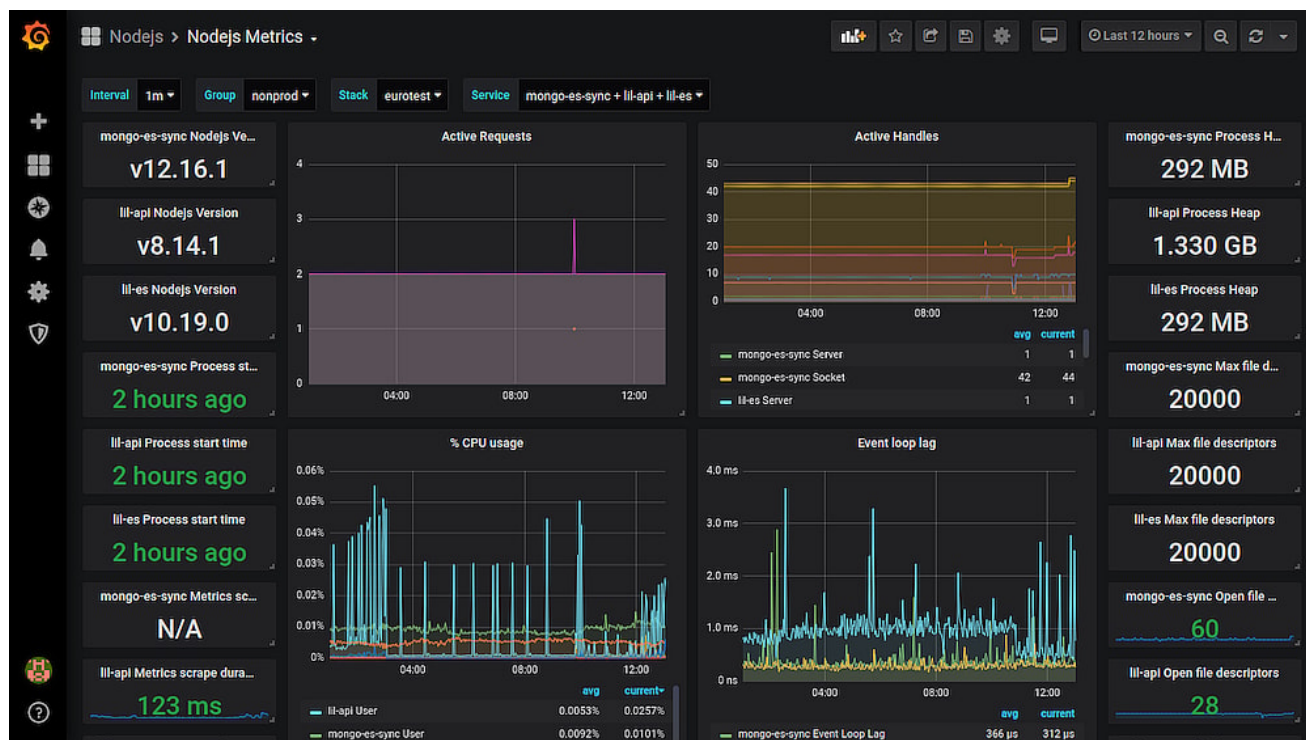 Nodejs > Nodejs Metrics
Last 12 hours
Interval 1m Group nonprod Stack eurotest Service mongo-es-sync + lil-api + lil-es
mongo-es-sync Nodejs Ve...
v12.16.1
lil-api Nodejs Version
v8.14.1
lil-es Nodejs Version
v10.19.0
mongo-es-sync Process st...
2 hours ago
lil-api Process start time
2 hours ago
lil-es Process start time
2 hours ago
mongo-es-sync Metrics sc...
N/A
lil-api Metrics scrape dura...
123 ms
Active Requests
4
3
2
1
0
04:00 08:00 12:00
Active Handles
50
40
30
20
10
0
04:00 08:00 12:00
avg current
mongo-es-sync Server 1 1
mongo-es-sync Socket 42 44
lil-es Server 1 1
% CPU usage
0.06%
0.05%
0.04%
0.03%
0.02%
0.01%
0%
04:00 08:00 12:00
avg current
lil-api User 0.0053% 0.0257%
mongo-es-sync User 0.0092% 0.0101%
Event loop lag
4.0 ms
3.0 ms
2.0 ms
1.0 ms
0 ns
04:00 08:00 12:00
avg current
mongo-es-sync Event Loop Lag 366 µs 312 µs
mongo-es-sync Process H...
292 MB
lil-api Process Heap
1.330 GB
lil-es Process Heap
292 MB
mongo-es-sync Max file d...
20000
lil-api Max file descriptors
20000
lil-es Max file descriptors
20000
mongo-es-sync Open file ...
60
lil-api Open file descriptors
28